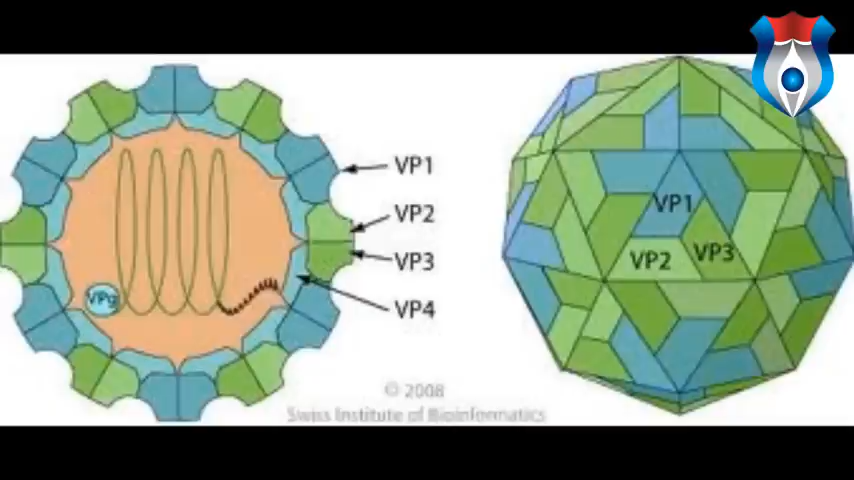 VP1
VP2
VP3
VP4
VPg
© 2008
Swiss Institute of Bioinformatics
VP1
VP2
VP3